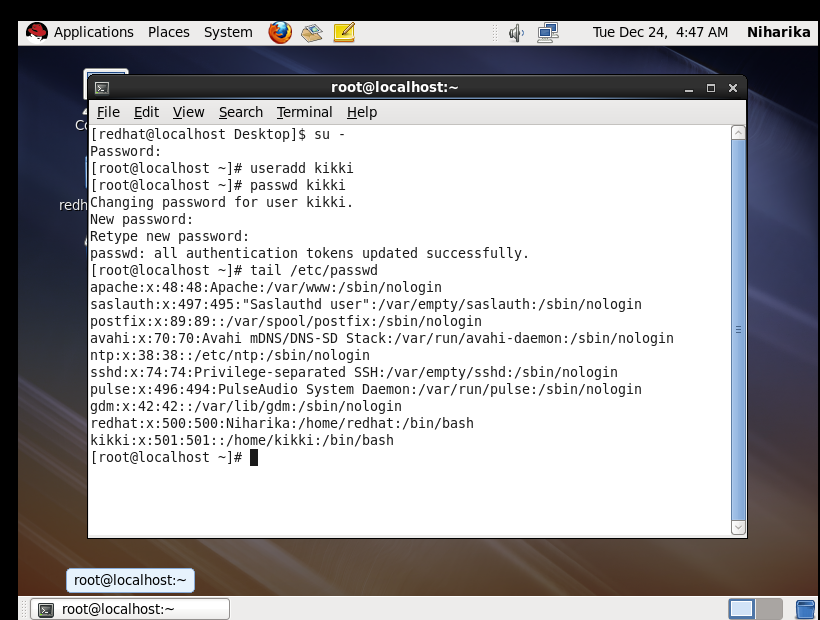 Applications Places System Tue Dec 24, 4:47 AM Niharika
root@localhost:~
File Edit View Search Terminal Help
[redhat@localhost Desktop]$ su -
Password:
[root@localhost ~]# useradd kikki
[root@localhost ~]# passwd kikki
Changing password for user kikki.
New password:
Retype new password:
passwd: all authentication tokens updated successfully.
[root@localhost ~]# tail /etc/passwd
apache:x:48:48:Apache:/var/www:/sbin/nologin
saslauth:x:497:495:"Saslauthd user":/var/empty/saslauth:/sbin/nologin
postfix:x:89:89::/var/spool/postfix:/sbin/nologin
avahi:x:70:70:Avahi mDNS/DNS-SD Stack:/var/run/avahi-daemon:/sbin/nologin
ntp:x:38:38::/etc/ntp:/sbin/nologin
sshd:x:74:74:Privilege-separated SSH:/var/empty/sshd:/sbin/nologin
pulse:x:496:494:PulseAudio System Daemon:/var/run/pulse:/sbin/nologin
gdm:x:42:42::/var/lib/gdm:/sbin/nologin
redhat:x:500:500:Niharika:/home/redhat:/bin/bash
kikki:x:501:501::/home/kikki:/bin/bash
[root@localhost ~]#
root@localhost:~
root@localhost:~